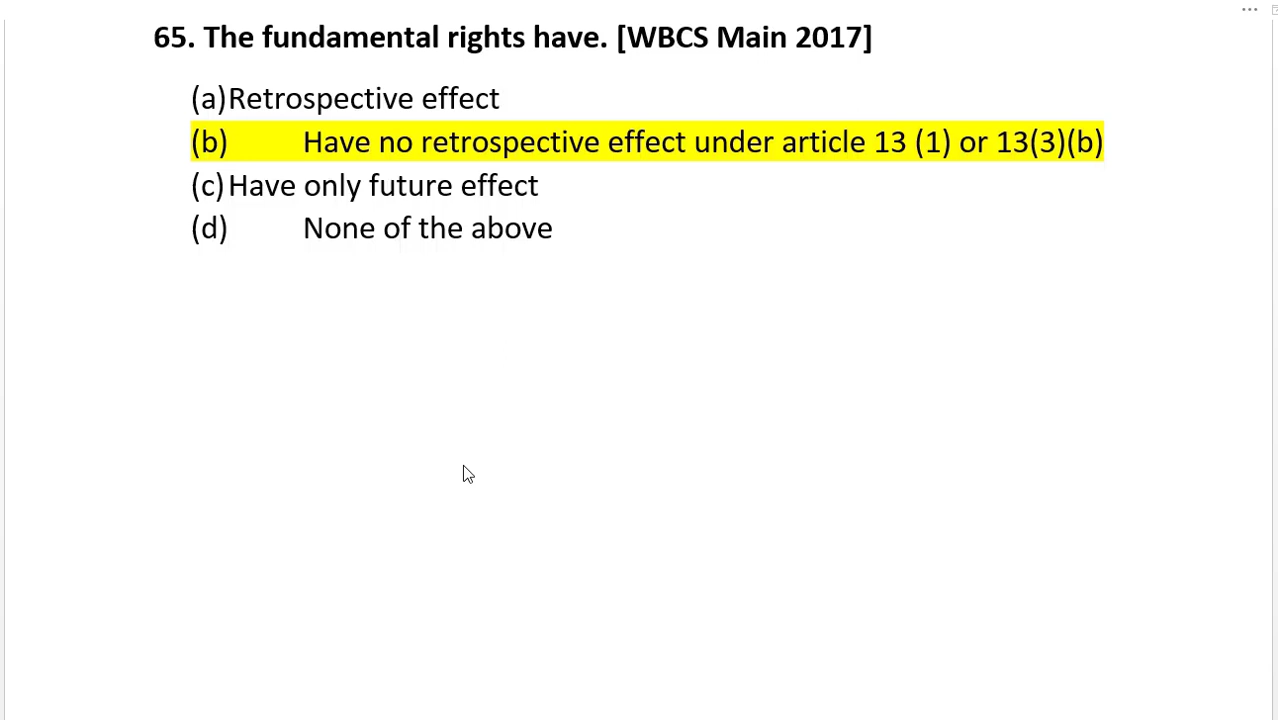 65. The fundamental rights have. [WBCS Main 2017]
(a) Retrospective effect
(b) Have no retrospective effect under article 13 (1) or 13(3)(b)
(c) Have only future effect
(d) None of the above